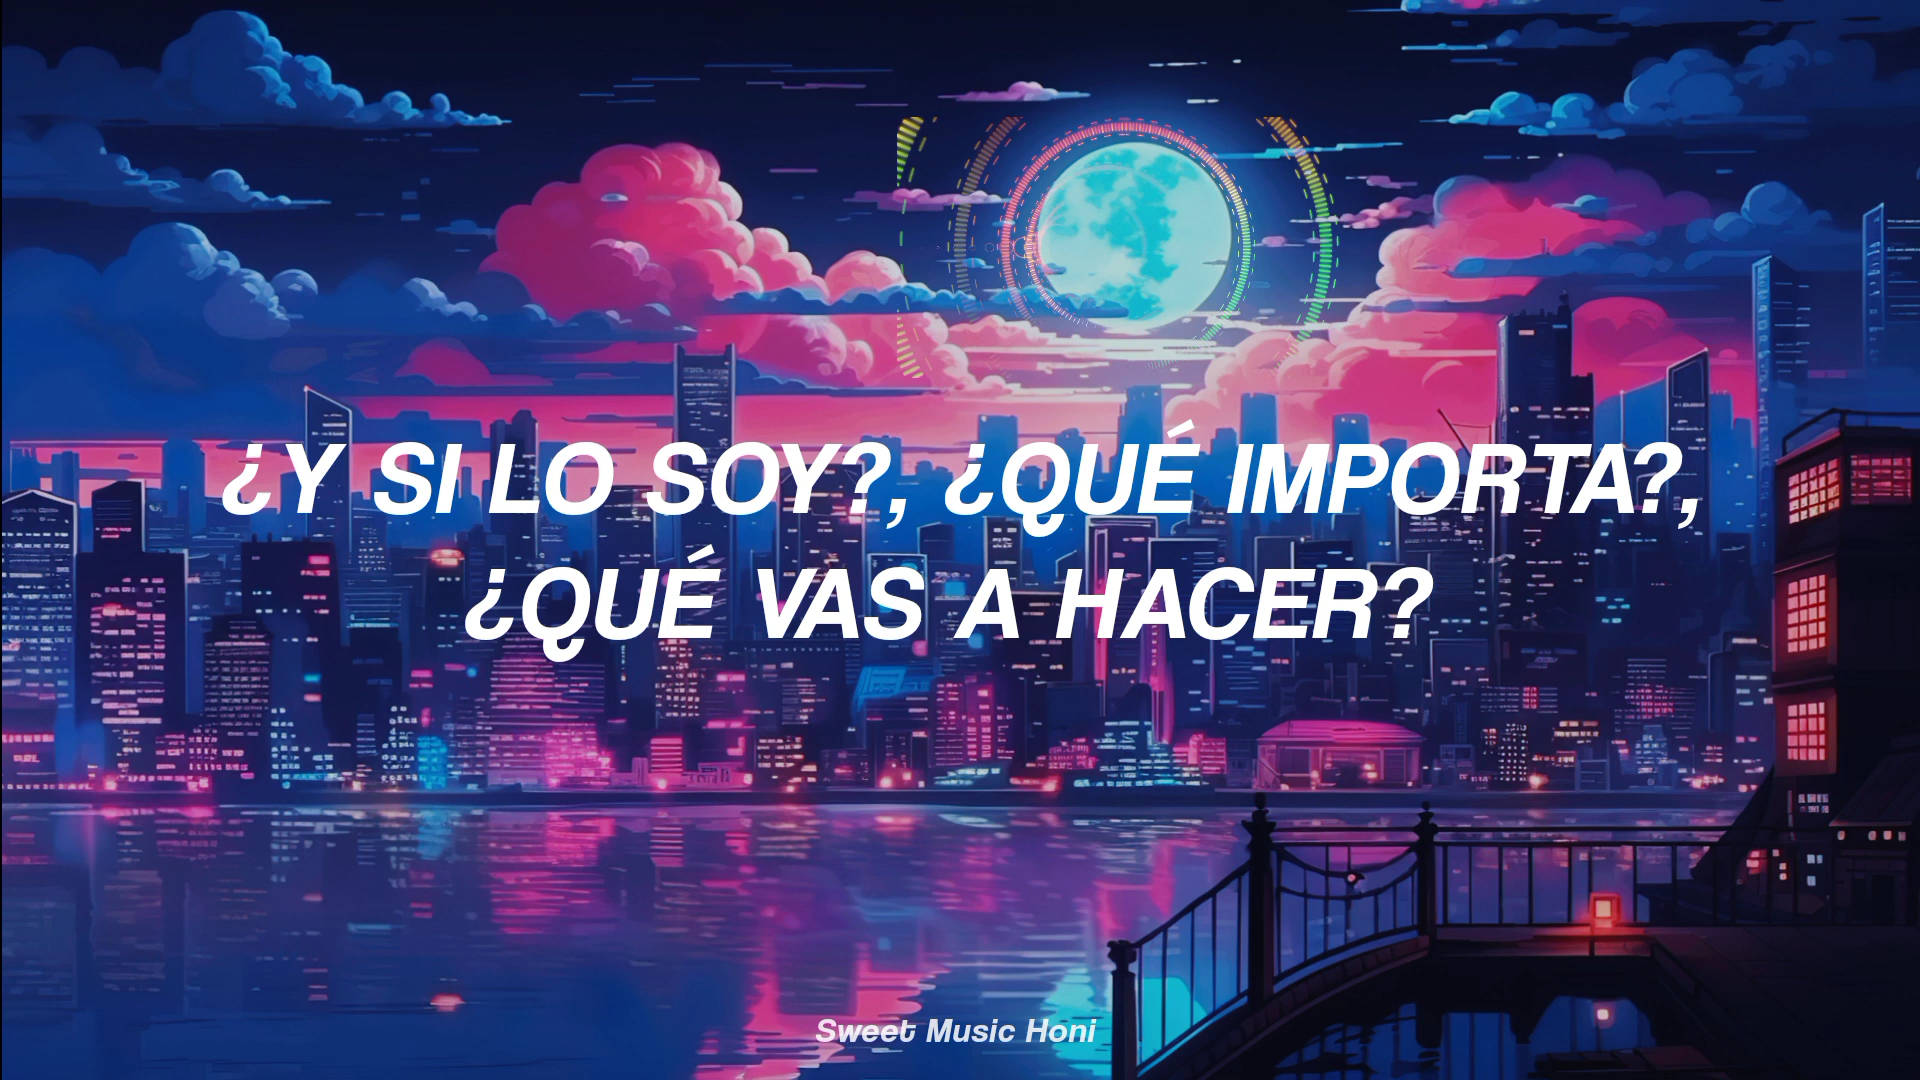 ¿Y SI LO SOY?, ¿QUÉ IMPORTA?,
¿QUÉ VAS A HACER?
Sweet Music Honi